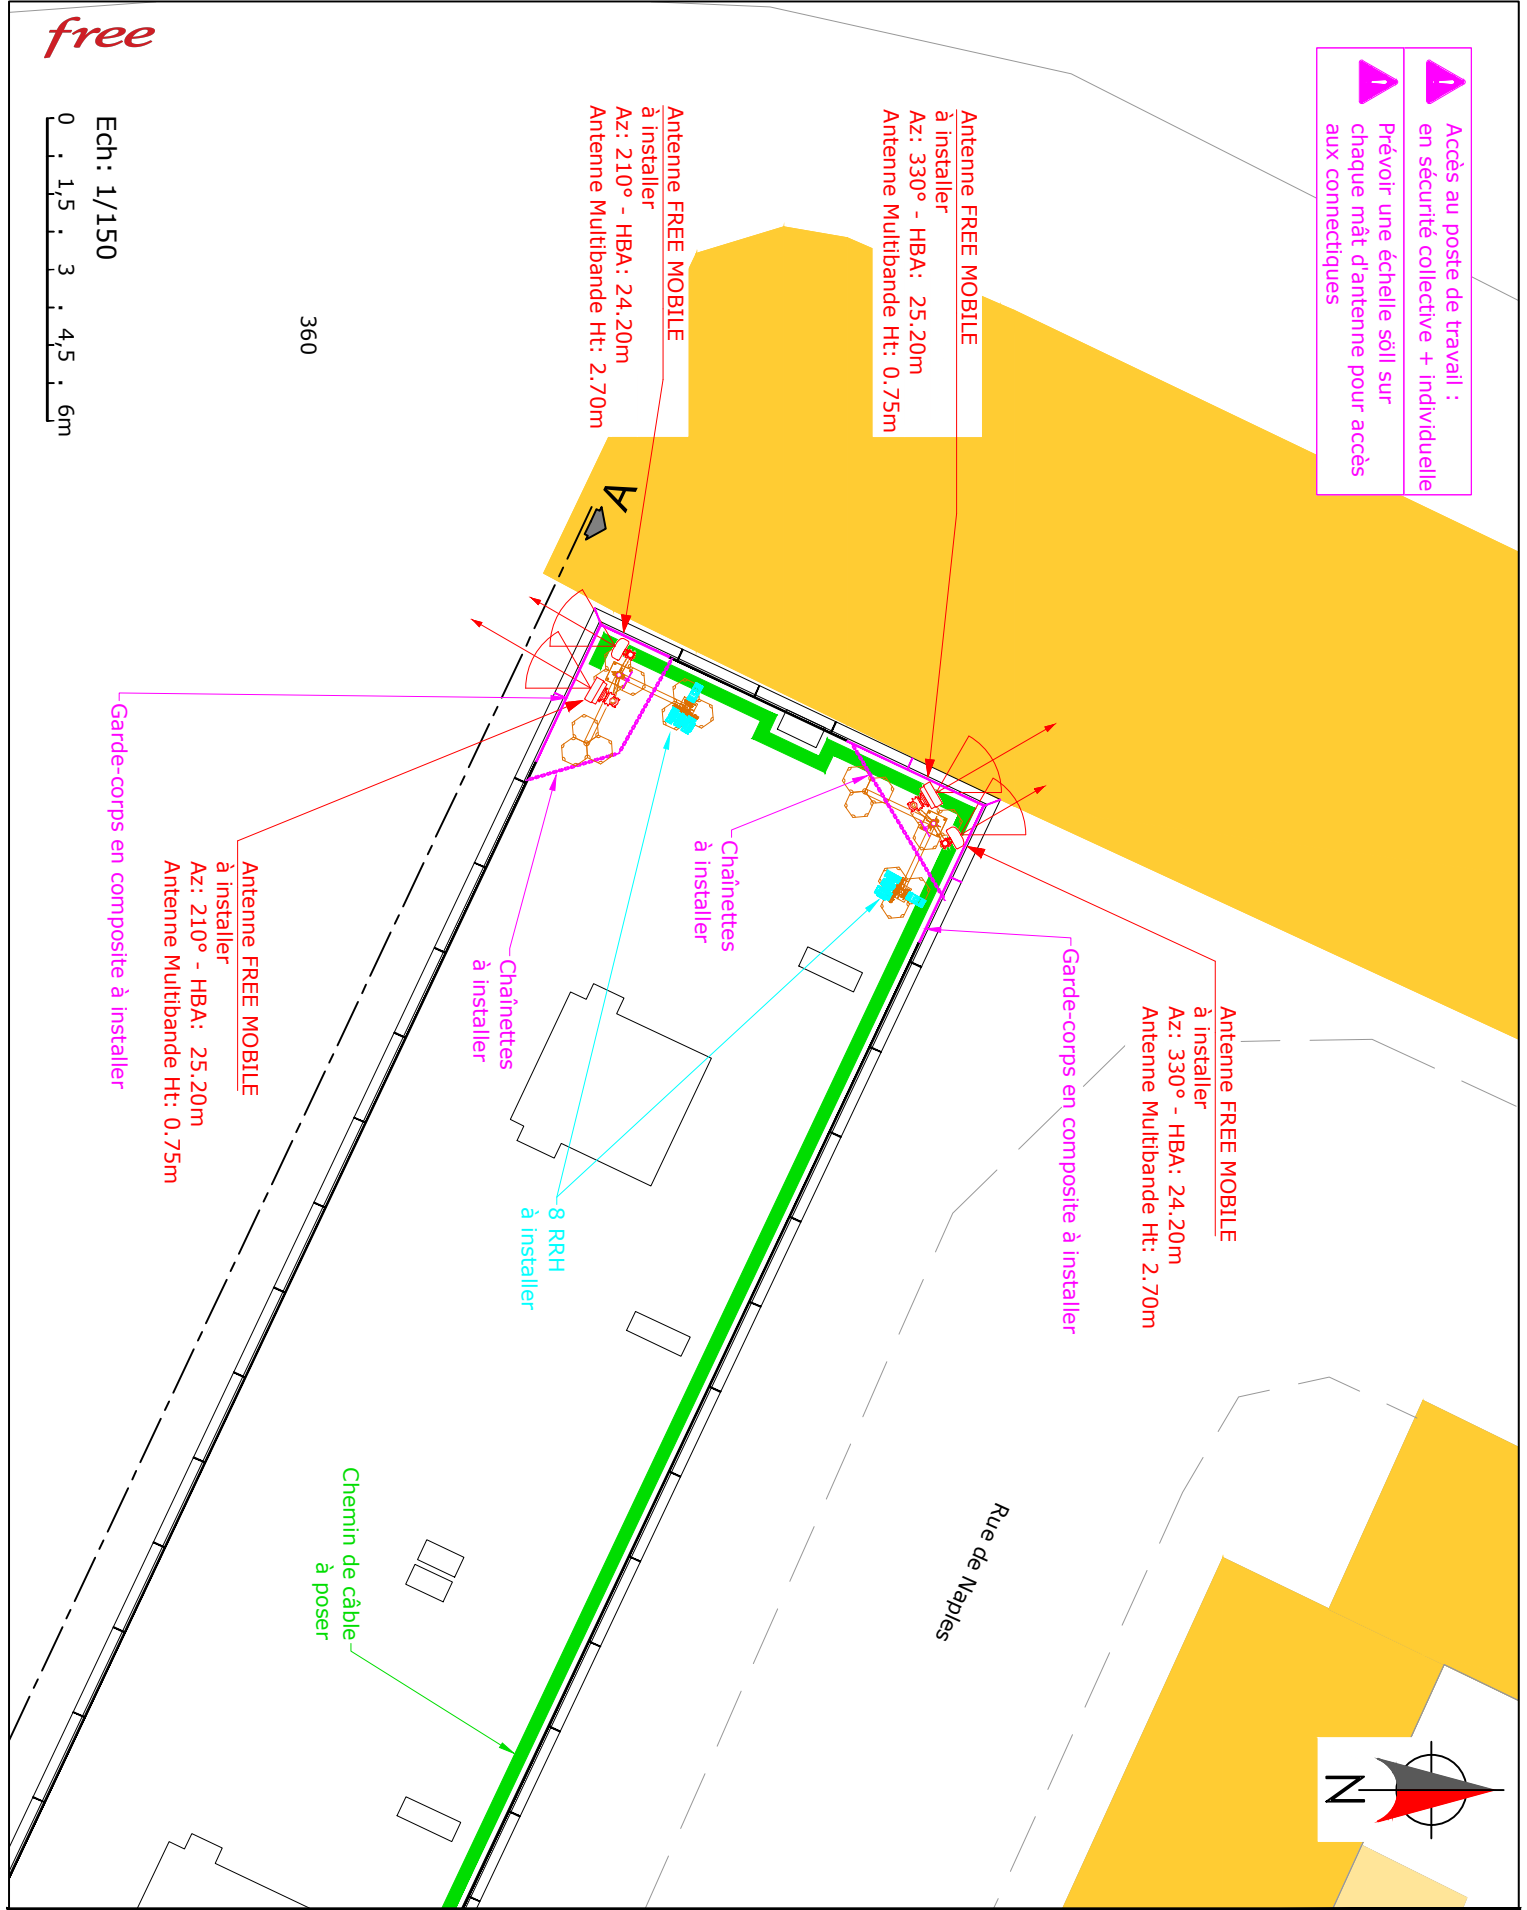 free
Accès au poste de travail :
en sécurité collective + individuelle
Prévoir une échelle söll sur
chaque mât d'antenne pour accès
aux connectiques
Antenne FREE MOBILE
à installer
Az: 330° - HBA: 25.20m
Antenne Multibande Ht: 0.75m
Antenne FREE MOBILE
à installer
Az: 210° - HBA: 24.20m
Antenne Multibande Ht: 2.70m
360
Ech: 1/150
0 1,5 3 4,5 6m
A
Antenne FREE MOBILE
à installer
Az: 330° - HBA: 24.20m
Antenne Multibande Ht: 2.70m
Garde-corps en composite à installer
Chaînettes
à installer
Chaînettes
à installer
Antenne FREE MOBILE
à installer
Az: 210° - HBA: 25.20m
Antenne Multibande Ht: 0.75m
Garde-corps en composite à installer
8 RRH
à installer
Rue de Naples
Chemin de câble
à poser
N